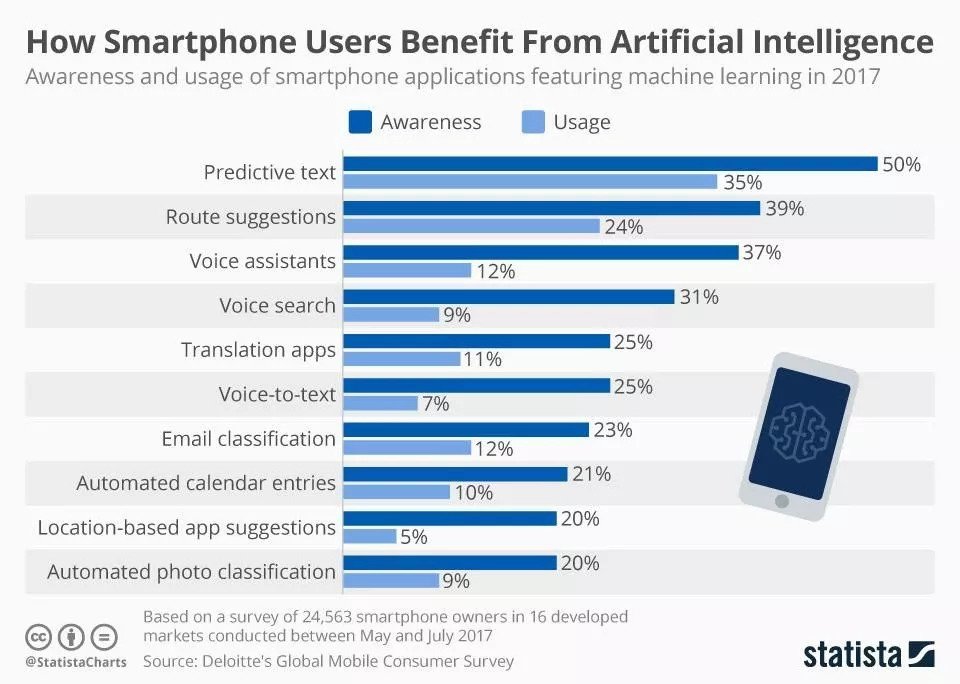 How Smartphone Users Benefit From Artificial Intelligence
Awareness and usage of smartphone applications featuring machine learning in 2017
Awareness Usage
Predictive text 50% 35%
Route suggestions 39% 24%
Voice assistants 37% 12%
Voice search 31% 9%
Translation apps 25% 11%
Voice-to-text 25% 7%
Email classification 23% 12%
Automated calendar entries 21% 10%
Location-based app suggestions 20% 5%
Automated photo classification 20% 9%
Based on a survey of 24,563 smartphone owners in 16 developed
markets conducted between May and July 2017
cc
@StatistaCharts Source: Deloitte's Global Mobile Consumer Survey
statista